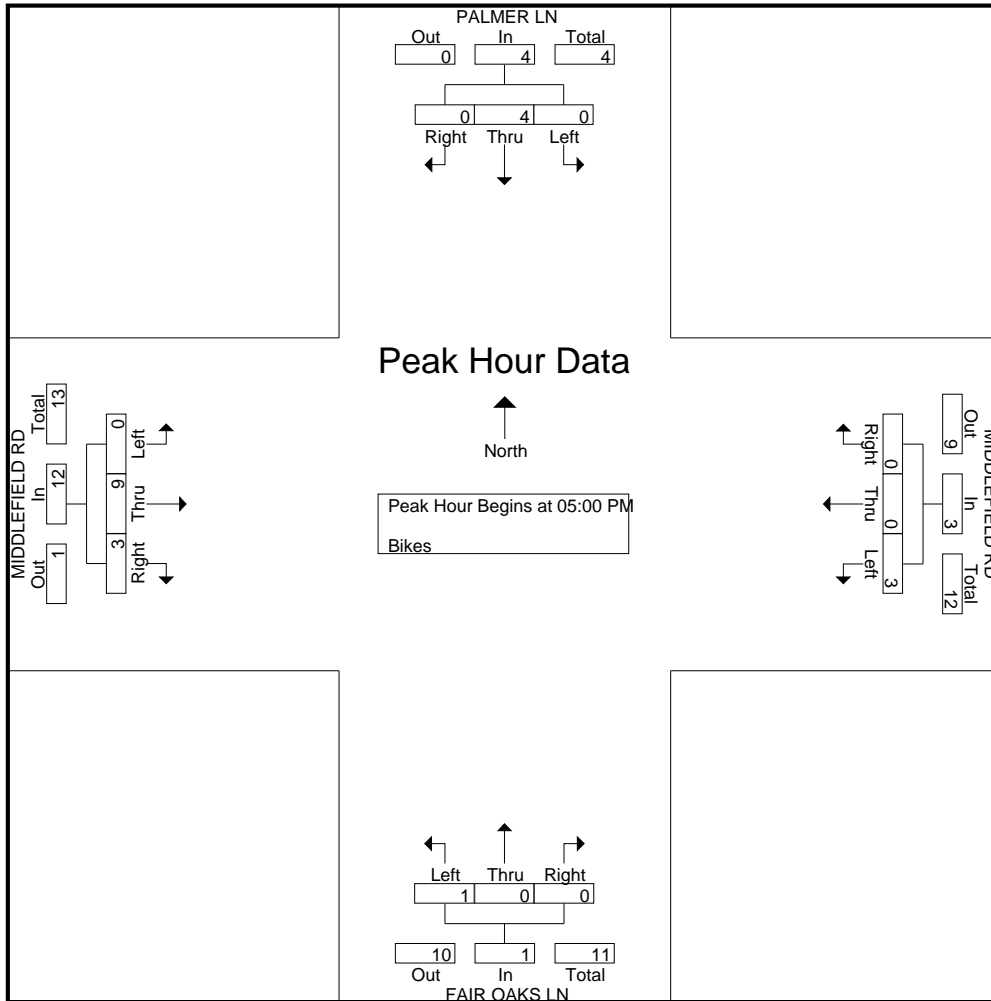 PALMER LN
Out In Total
0 4 4
0 4 0
Right Thru Left
Peak Hour Data
North
Peak Hour Begins at 05:00 PM
Bikes
MIDDLEFIELD RD
Out In Total
1 12 13
Right Thru Left
3 9 0
MIDDLEFIELD RD
Out In Total
9 3 12
Right Thru Left
0 0 3
Left Thru Right
1 0 0
10 1 11
Out In Total
FAIR OAKS LN